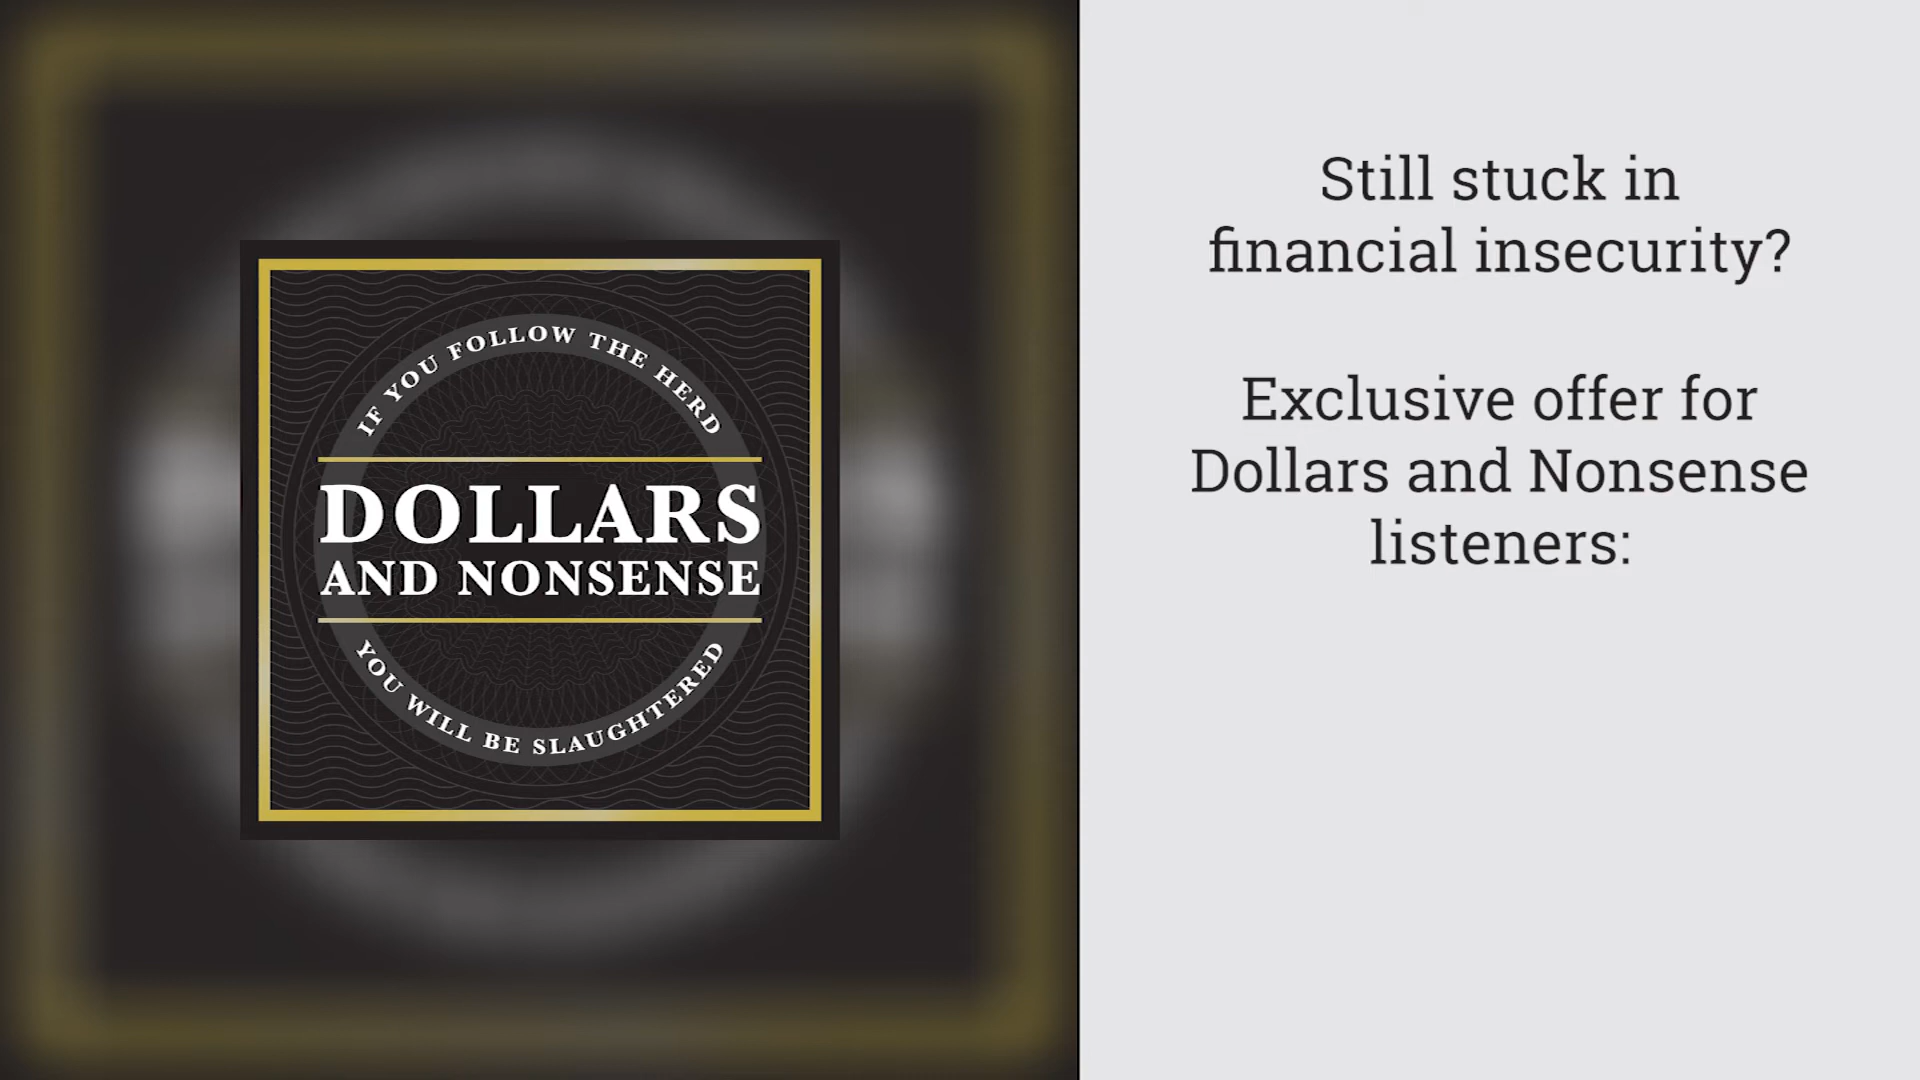 IF YOU FOLLOW THE HERD
DOLLARS
AND NONSENSE
YOU WILL BE SLAUGHTERED
Still stuck in
financial insecurity?
Exclusive offer for
Dollars and Nonsense
listeners: